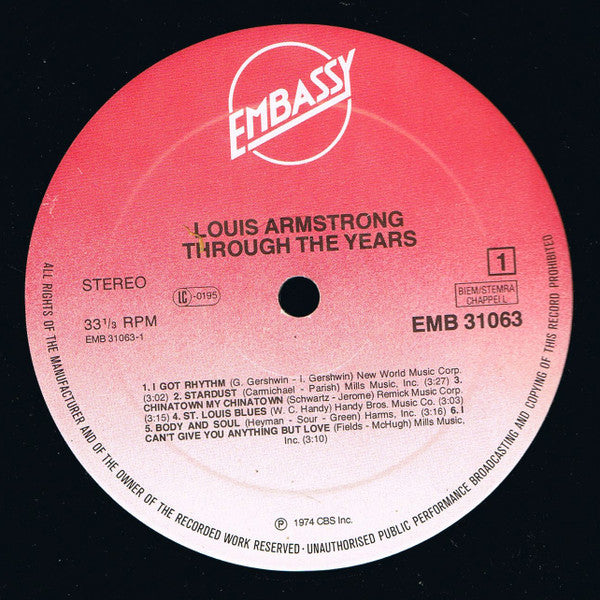 EMBASSY
LOUIS ARMSTRONG
THROUGH THE YEARS
STEREO
LC-0195
1
BIEM/STEMRA
CHAPPELL
33 1/3 RPM
EMB 31063-1
EMB 31063
1. I GOT RHYTHM (G. Gershwin - I. Gershwin) New World Music Corp.
(3:02) 2. STARDUST (Carmichael - Parish) Mills Music, Inc. (3:27) 3.
CHINATOWN MY CHINATOWN (Schwartz - Jerome) Remick Music Corp.
(3:15) 4. ST. LOUIS BLUES (W. C. Handy) Handy Bros. Music Co. (3:03)
5. BODY AND SOUL (Heyman - Sour - Green) Harms, Inc. (3:16) 6. I
CAN'T GIVE YOU ANYTHING BUT LOVE (Fields - McHugh) Mills Music,
Inc. (3:10)
℗ 1974 CBS Inc.
ALL RIGHTS OF THE MANUFACTURER AND OF THE OWNER OF THE RECORDED WORK RESERVED - UNAUTHORISED PUBLIC PERFORMANCE BROADCASTING AND COPYING OF THIS RECORD PROHIBITED